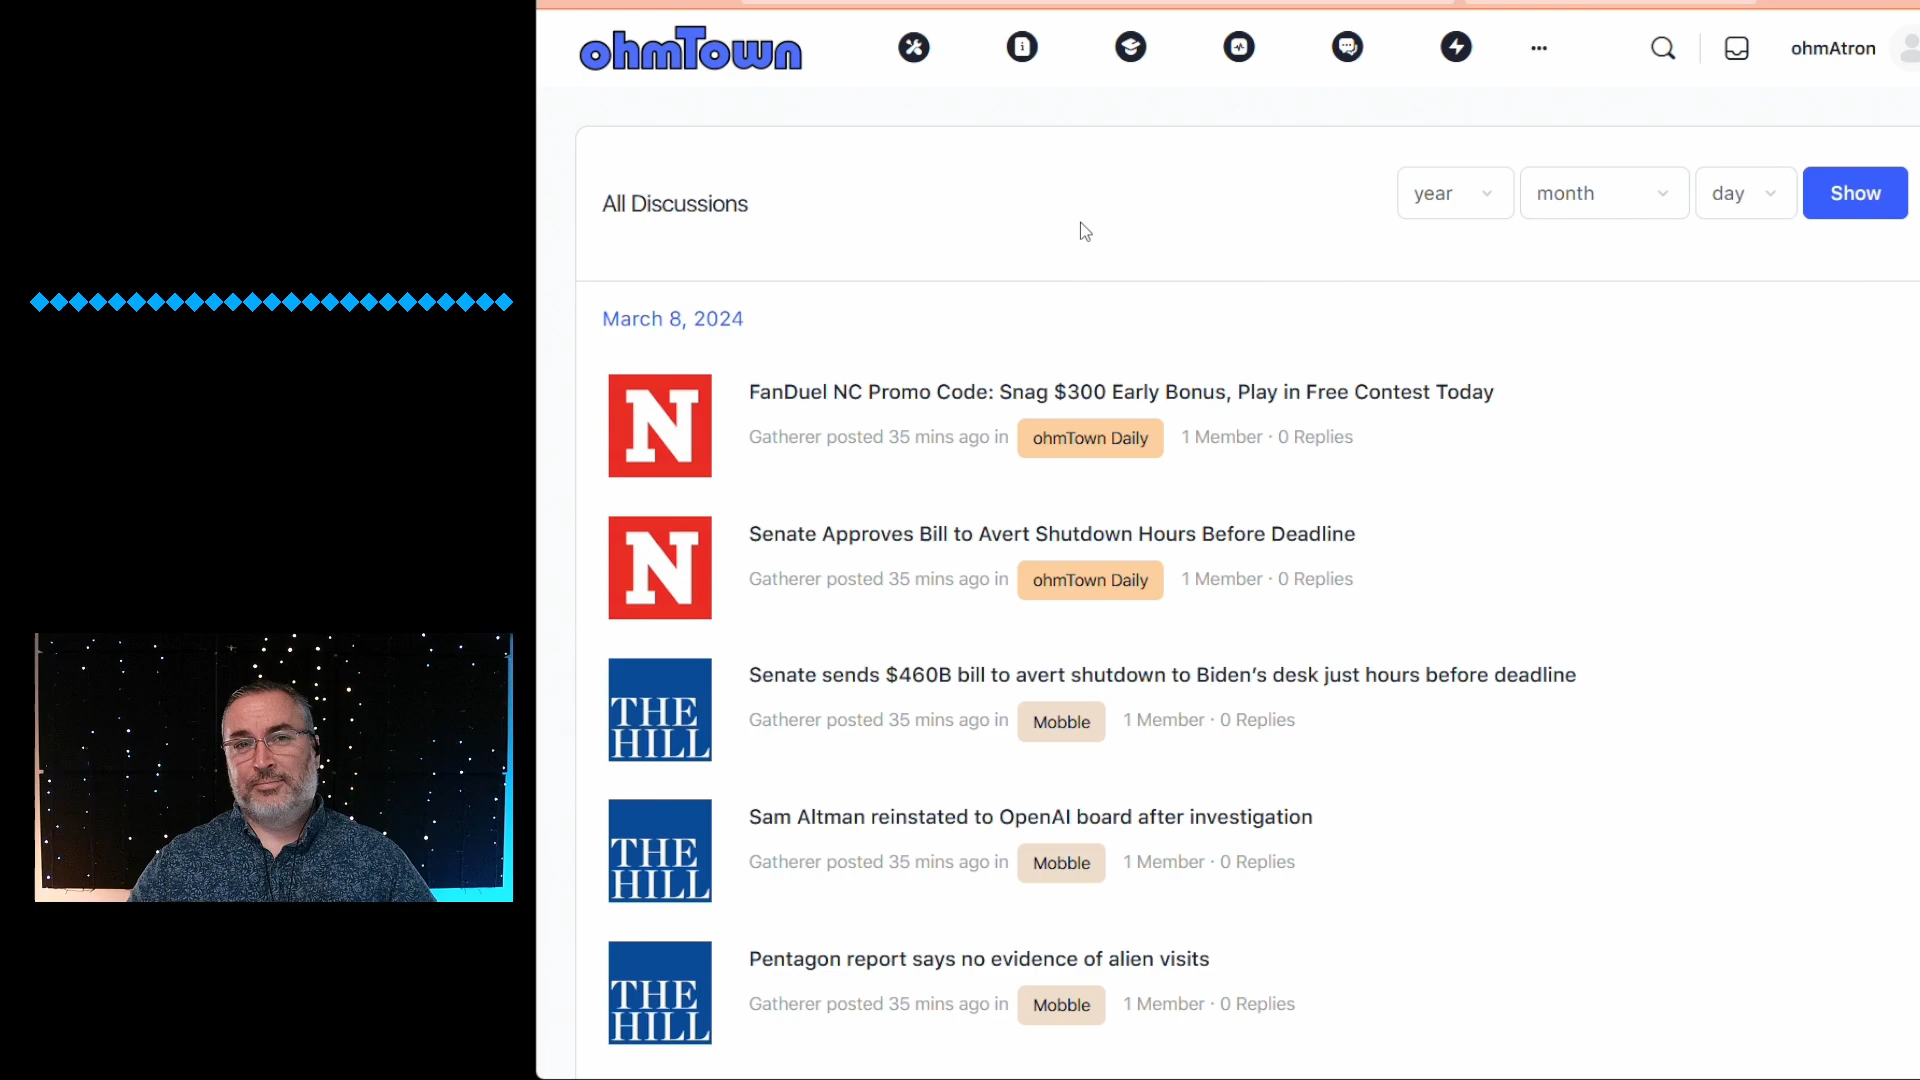 ohmTown
ohmAtron
All Discussions
year
month
day
Show
March 8, 2024
N
FanDuel NC Promo Code: Snag $300 Early Bonus, Play in Free Contest Today
Gatherer posted 35 mins ago in ohmTown Daily 1 Member · 0 Replies
N
Senate Approves Bill to Avert Shutdown Hours Before Deadline
Gatherer posted 35 mins ago in ohmTown Daily 1 Member · 0 Replies
THE
HILL
Senate sends $460B bill to avert shutdown to Biden’s desk just hours before deadline
Gatherer posted 35 mins ago in Mobble 1 Member · 0 Replies
THE
HILL
Sam Altman reinstated to OpenAI board after investigation
Gatherer posted 35 mins ago in Mobble 1 Member · 0 Replies
THE
HILL
Pentagon report says no evidence of alien visits
Gatherer posted 35 mins ago in Mobble 1 Member · 0 Replies